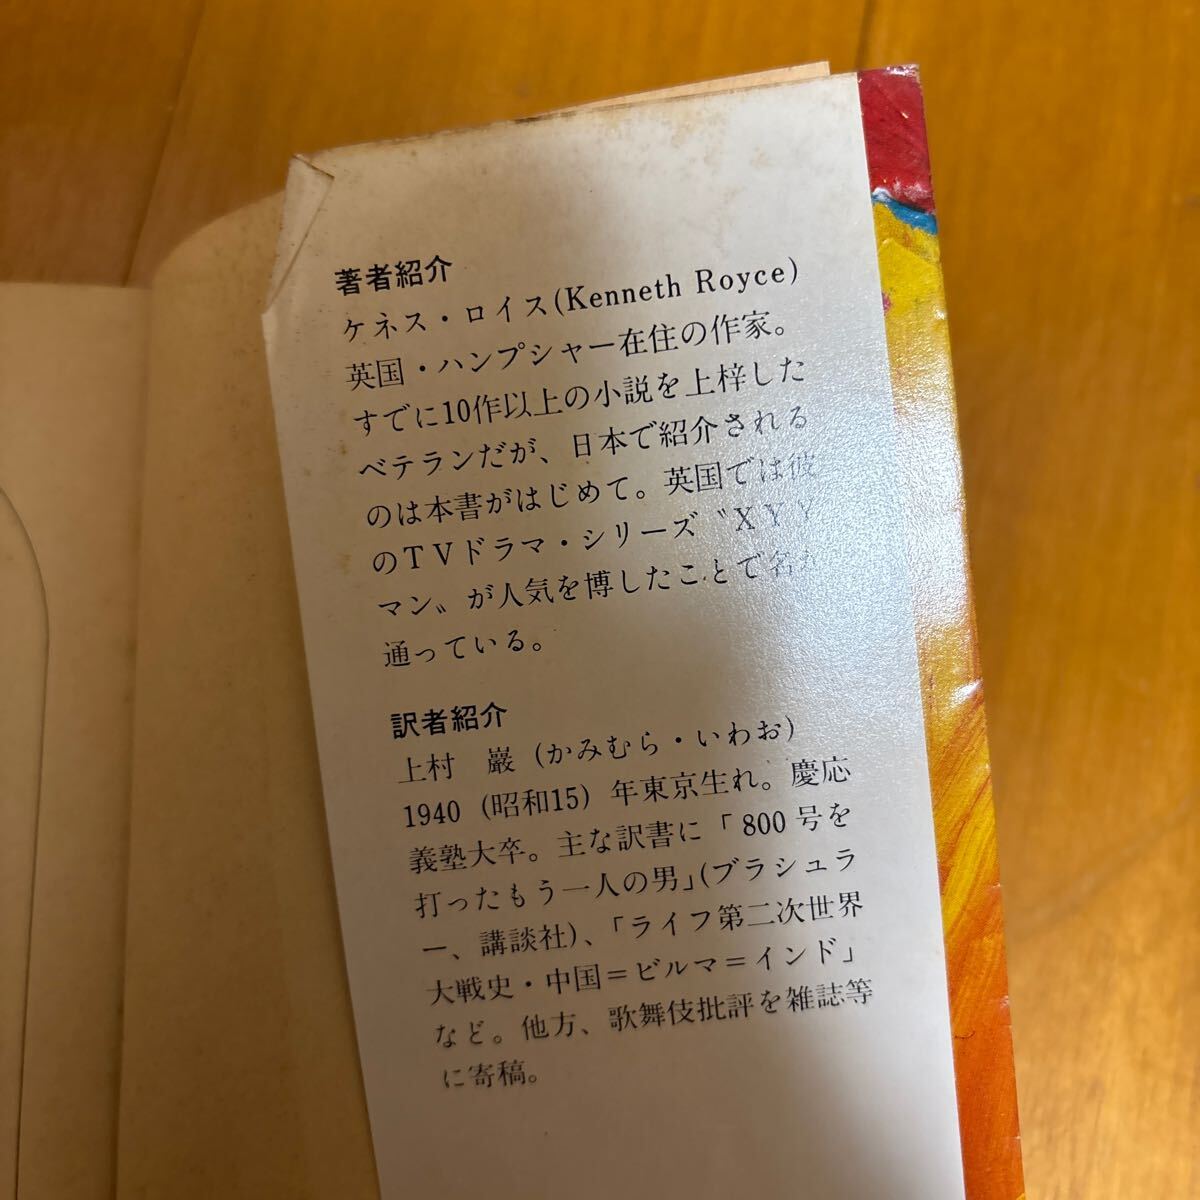 著者紹介
ケネス・ロイス(Kenneth Royce)
英国・ハンプシャー在住の作家。
すでに10作以上の小説を上梓した
ベテランだが、日本で紹介される
のは本書がはじめて。英国では彼
のTVドラマ・シリーズ〝XYY
マン〟が人気を博したことで名が
通っている。
訳者紹介
上村 巖 (かみむら・いわお)
1940 (昭和15) 年東京生れ。慶応
義塾大卒。主な訳書に「800号を
打ったもう一人の男」(ブラシュラ
ー、講談社)、「ライフ第二次世界
大戦史・中国=ビルマ=インド」
など。他方、歌舞伎批評を雑誌等
に寄稿。